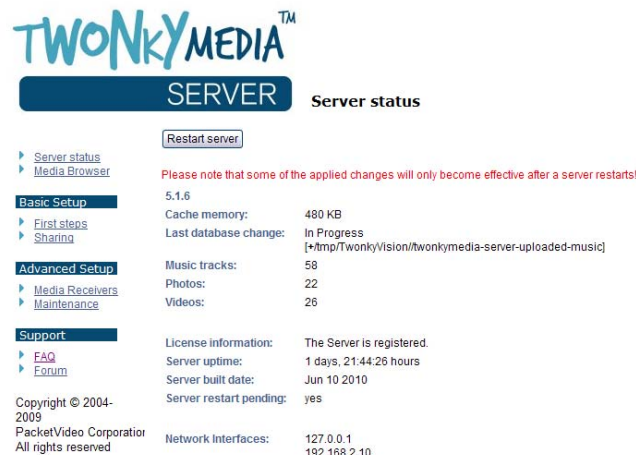 TWONKYMEDIA™
SERVER
Server status
Restart server
Server status
Media Browser
Please note that some of the applied changes will only become effective after a server restarts!
Basic Setup
First steps
Sharing
Advanced Setup
Media Receivers
Maintenance
Support
FAQ
Forum
Copyright © 2004-
2009
PacketVideo Corporation
All rights reserved
5.1.6
Cache memory: 480 KB
Last database change: In Progress
[+/tmp/TwonkyVision//twonkymedia-server-uploaded-music]
Music tracks: 58
Photos: 22
Videos: 26
License information: The Server is registered.
Server uptime: 1 days, 21:44:26 hours
Server built date: Jun 10 2010
Server restart pending: yes
Network Interfaces: 127.0.0.1
192.168.2.10